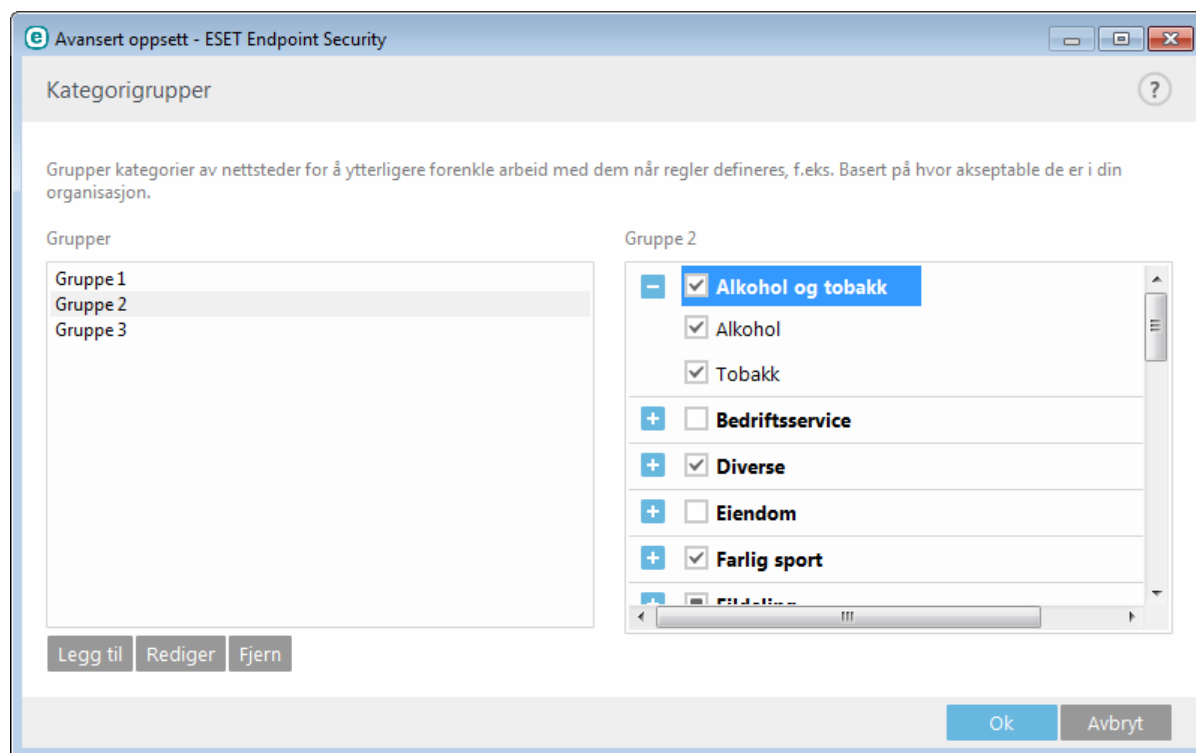 Avansert oppsett - ESET Endpoint Security
Kategorigrupper
?
Grupper kategorier av nettsteder for å ytterligere forenkle arbeid med dem når regler defineres, f.eks. Basert på hvor akseptable de er i din
organisasjon.
Grupper
Gruppe 1
Gruppe 2
Gruppe 3
Legg til Rediger Fjern
Gruppe 2
Alkohol og tobakk
Alkohol
Tobakk
Bedriftsservice
Diverse
Eiendom
Farlig sport
Fildeling
Ok Avbryt